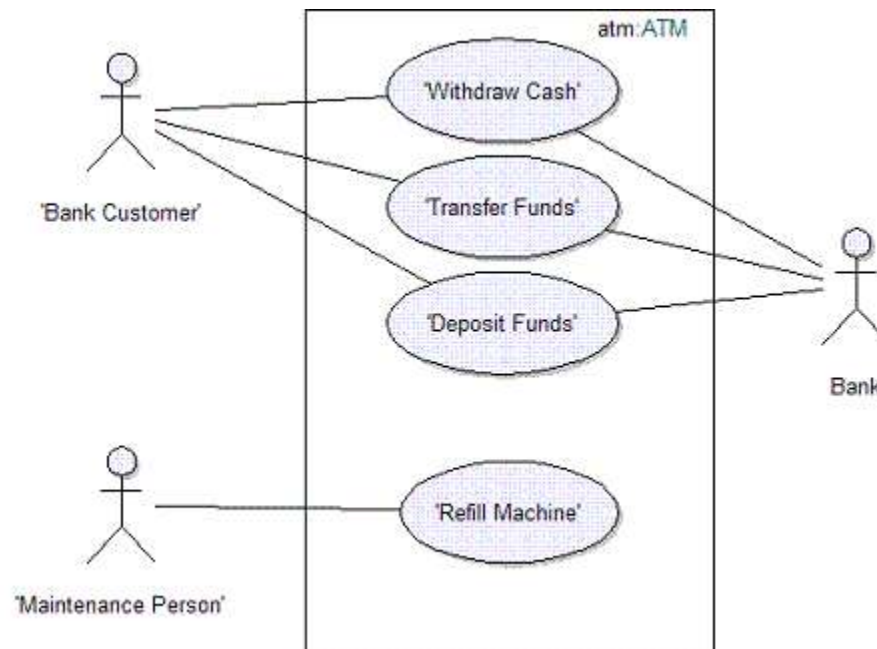 atm:ATM
'Withdraw Cash'
'Transfer Funds'
'Bank Customer'
'Deposit Funds'
Bank
'Refill Machine'
'Maintenance Person'